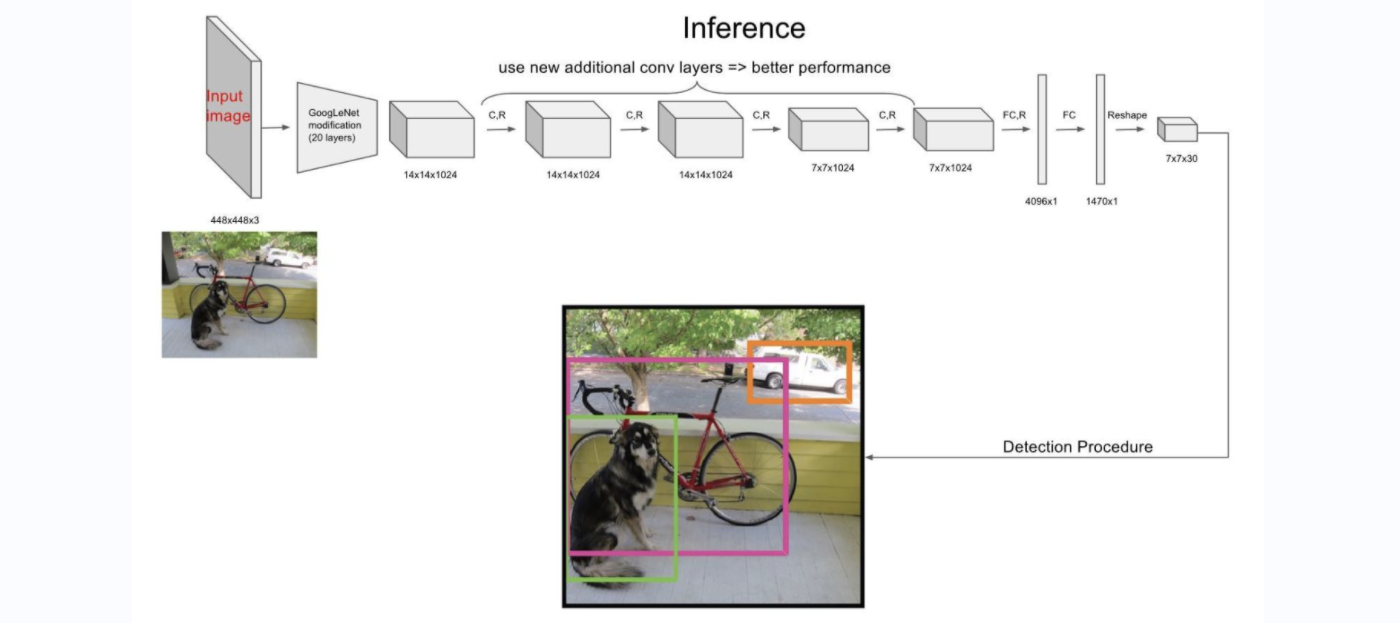 Inference
use new additional conv layers => better performance
Input
image
GoogLeNet
modification
(20 layers)
C,R
C,R
C,R
C,R
FC,R
FC
Reshape
14x14x1024
14x14x1024
14x14x1024
7x7x1024
7x7x1024
7x7x30
4096x1
1470x1
448x448x3
Detection Procedure